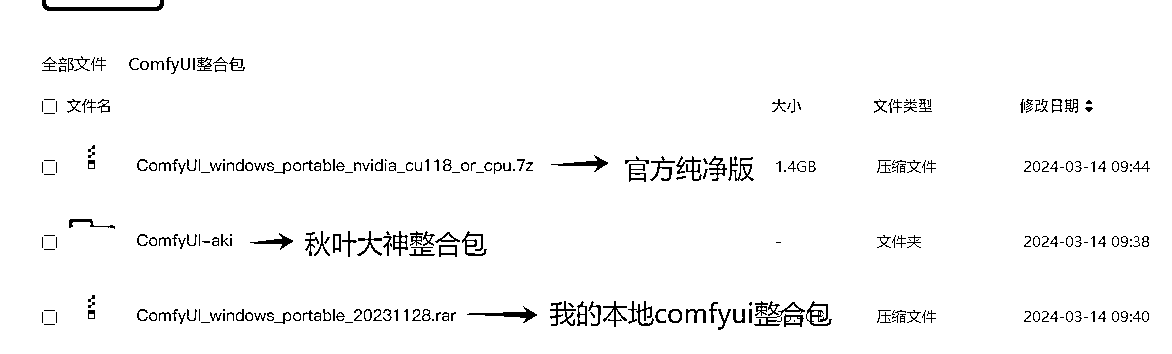 全部文件 ComfyUI整合包
文件名 大小 文件类型 修改日期
ComfyUI_windows_portable_nvidia_cu118_or_cpu.7z 官方纯净版 1.4GB 压缩文件 2024-03-14 09:44
ComfyUI-aki 秋叶大神整合包 - 文件夹 2024-03-14 09:38
ComfyUI_windows_portable_20231128.rar 我的本地comfyui整合包 压缩文件 2024-03-14 09:40